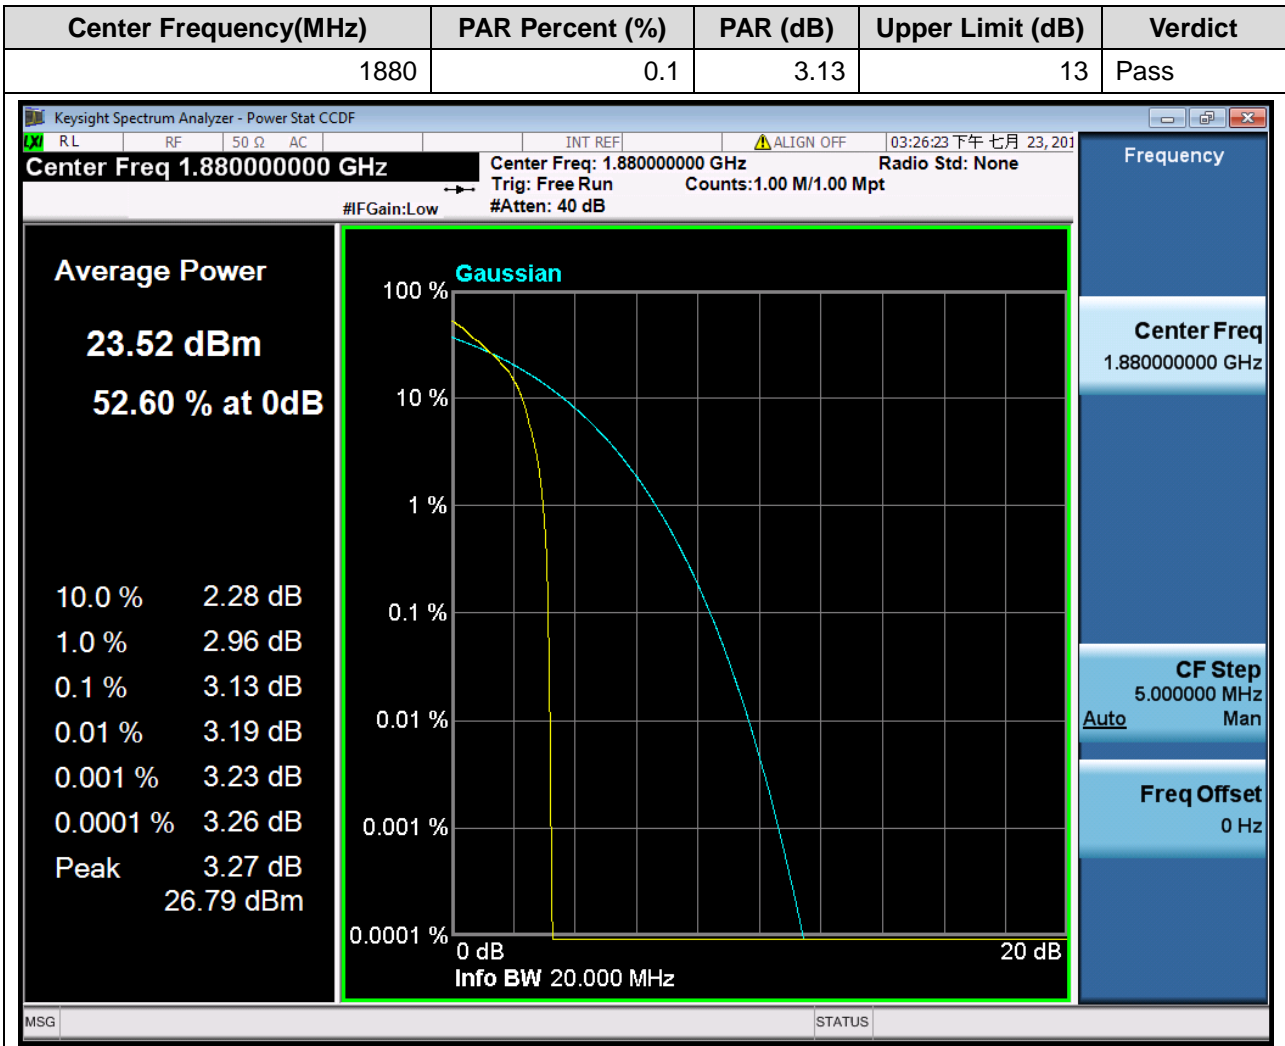 Center Frequency(MHz) PAR Percent (%) PAR (dB) Upper Limit (dB) Verdict
1880 0.1 3.13 13 Pass
Keysight Spectrum Analyzer - Power Stat CCDF
LXI RL RF 50 Ω AC INT REF ALIGN OFF 03:26:23 下午 七月 23, 201
Center Freq 1.880000000 GHz
Center Freq: 1.880000000 GHz Radio Std: None
Trig: Free Run Counts:1.00 M/1.00 Mpt
#IFGain:Low #Atten: 40 dB
Average Power
23.52 dBm
52.60 % at 0dB
10.0 % 2.28 dB
1.0 % 2.96 dB
0.1 % 3.13 dB
0.01 % 3.19 dB
0.001 % 3.23 dB
0.0001 % 3.26 dB
Peak 3.27 dB
26.79 dBm
Gaussian
100 %
10 %
1 %
0.1 %
0.01 %
0.001 %
0.0001 %
0 dB 20 dB
Info BW 20.000 MHz
Frequency
Center Freq
1.880000000 GHz
CF Step
5.000000 MHz
Auto Man
Freq Offset
0 Hz
MSG STATUS